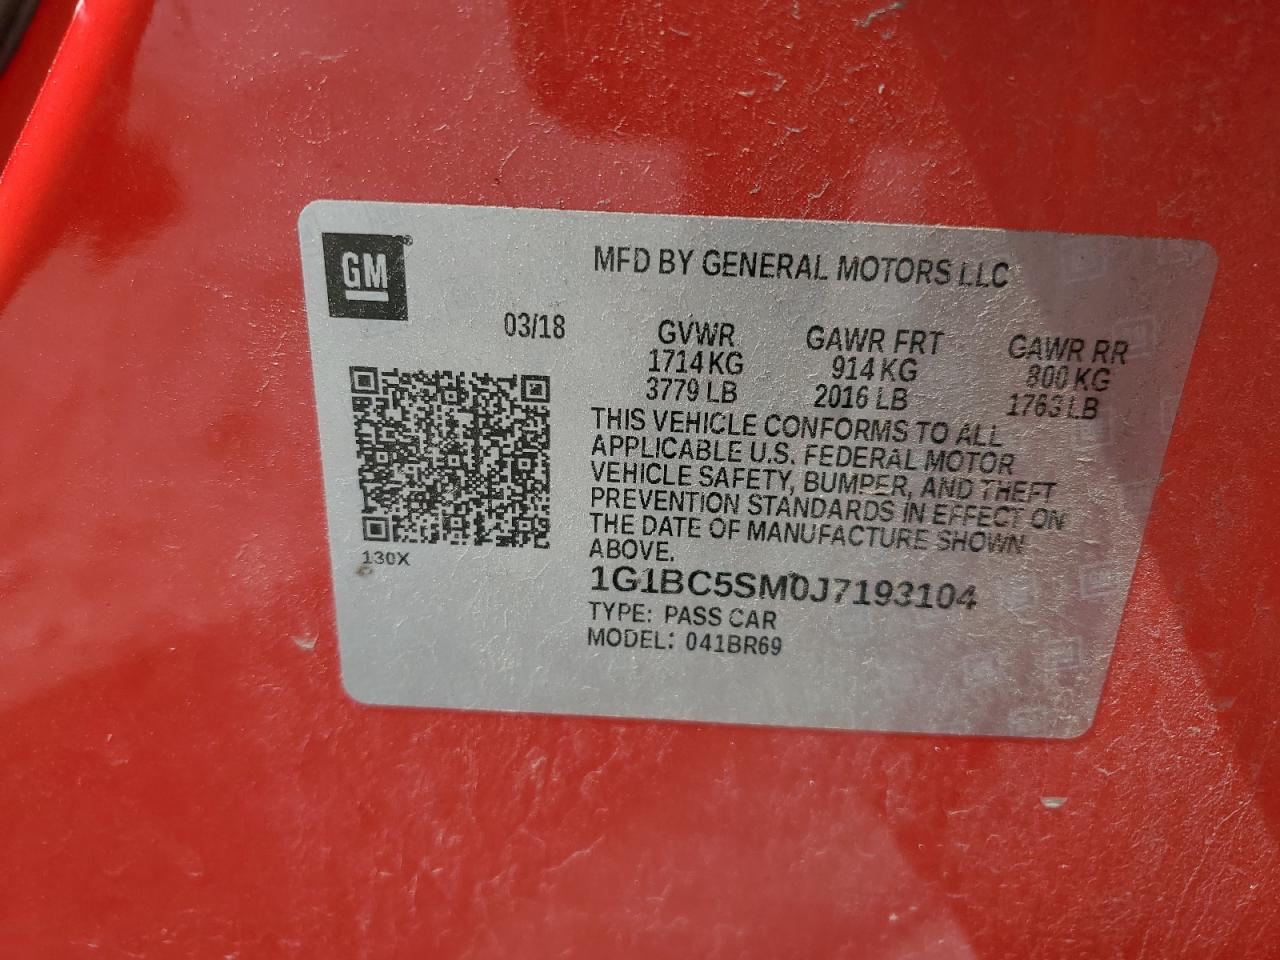 GM®
MFD BY GENERAL MOTORS LLC
03/18
GVWR GAWR FRT GAWR RR
1714 KG 914 KG 800 KG
3779 LB 2016 LB 1763 LB
THIS VEHICLE CONFORMS TO ALL
APPLICABLE U.S. FEDERAL MOTOR
VEHICLE SAFETY, BUMPER, AND THEFT
PREVENTION STANDARDS IN EFFECT ON
THE DATE OF MANUFACTURE SHOWN
ABOVE.
130X
1G1BC5SM0J7193104
TYPE: PASS CAR
MODEL: 041BR69